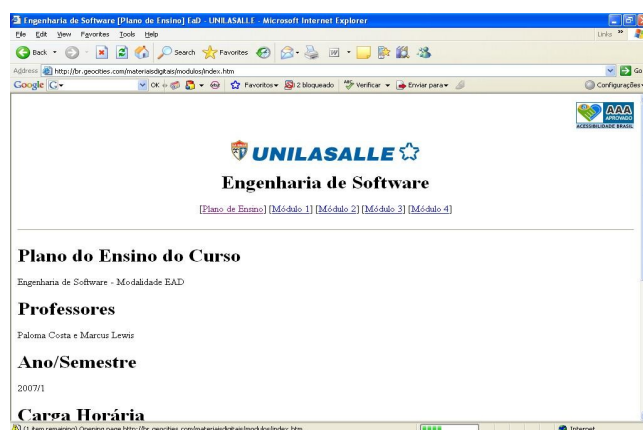 Engenharia de Software [Plano de Ensino] EaD - UNILASALLE - Microsoft Internet Explorer
File Edit View Favorites Tools Help Links »
Back Search Favorites
Address http://br.geocities.com/materiaisdigitais/modulos/index.htm Go
Google G OK Favoritos 2 bloqueado Verificar Enviar para Configurações
AAA
APROVADO
ACESSIBILIDADE BRASIL
UNILASALLE
Engenharia de Software
[Plano de Ensino] [Módulo 1] [Módulo 2] [Módulo 3] [Módulo 4]
Plano do Ensino do Curso
Engenharia de Software - Modalidade EAD
Professores
Paloma Costa e Marcus Lewis
Ano/Semestre
2007/1
Carga Horária
(1 item remaining) Opening page http://br.geocities.com/materiaisdigitais/modulos/index.htm Internet